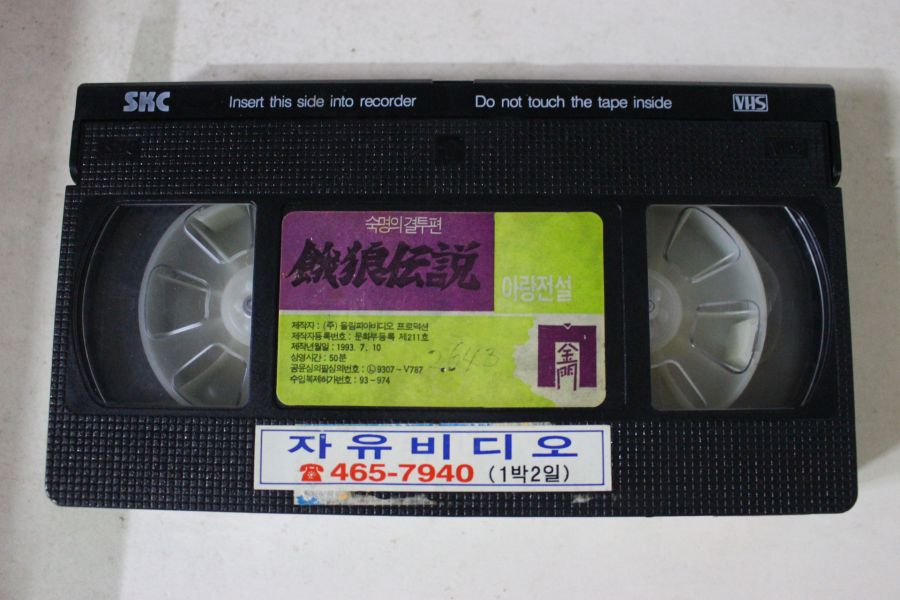 SKC Insert this side into recorder Do not touch the tape inside VHS
숙명의 결투편
餓狼伝説
아랑전설
제작자 : (주) 올림피아비디오 프로덕션
제작자등록번호 : 문화부등록 제211호
제작년월일 : 1993. 7. 10
상영시간 : 50분
공윤심의필심의번호 : Ⓛ9307-V787
수입복제허가번호 : 93-974
2643
金門
자유비디오
☎465-7940 (1박2일)